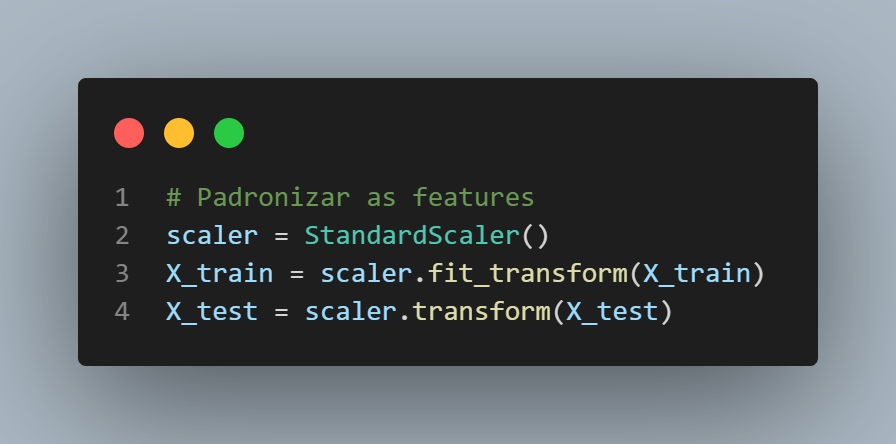 1 # Padronizar as features
2 scaler = StandardScaler()
3 X_train = scaler.fit_transform(X_train)
4 X_test = scaler.transform(X_test)